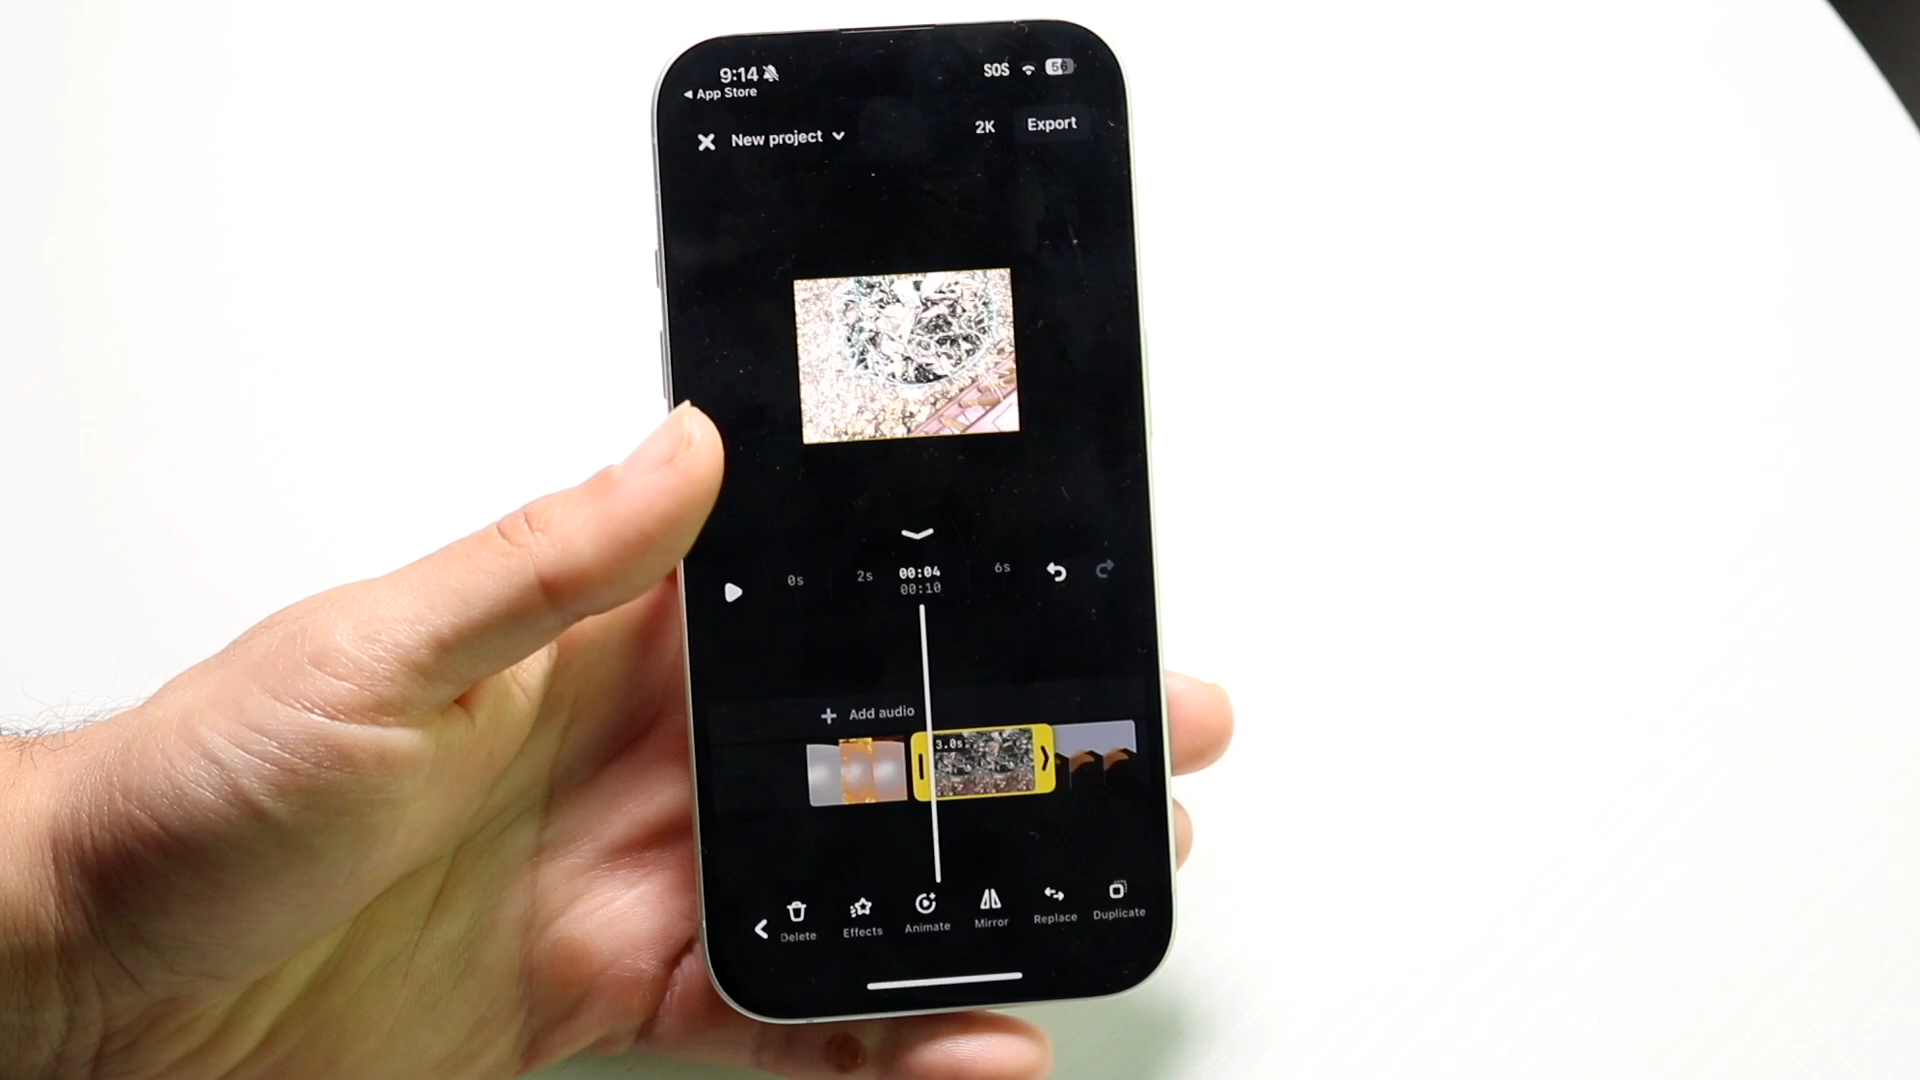 9:14 SOS 56
App Store
New project 2K Export
0s 2s 00:04 6s
00:10
Add audio
3.0s
Delete Effects Animate Mirror Replace Duplicate